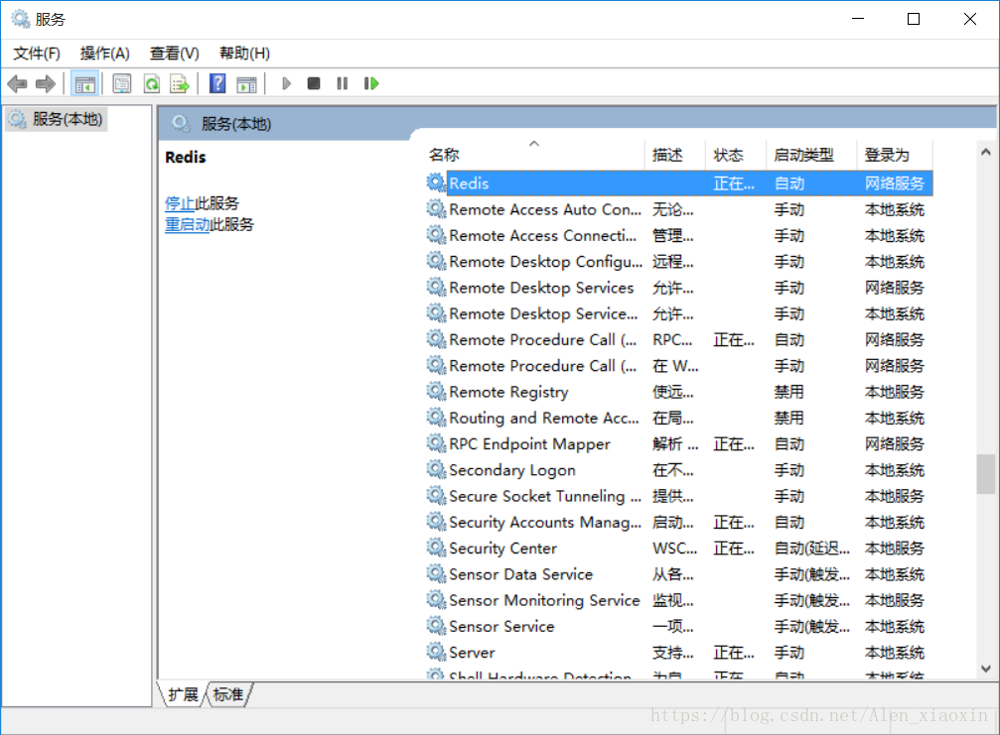 服务
文件(F) 操作(A) 查看(V) 帮助(H)
服务(本地)
服务(本地)
Redis
停止此服务
重启动此服务
名称 描述 状态 启动类型 登录为
Redis 正在... 自动 网络服务
Remote Access Auto Con... 无论... 手动 本地系统
Remote Access Connecti... 管理... 手动 本地系统
Remote Desktop Configu... 远程... 手动 本地系统
Remote Desktop Services 允许... 手动 网络服务
Remote Desktop Service... 允许... 手动 本地系统
Remote Procedure Call (... RPC... 正在... 自动 网络服务
Remote Procedure Call (... 在 W... 手动 网络服务
Remote Registry 使远... 禁用 本地服务
Routing and Remote Acc... 在局... 禁用 本地系统
RPC Endpoint Mapper 解析 ... 正在... 自动 网络服务
Secondary Logon 在不... 手动 本地系统
Secure Socket Tunneling ... 提供... 手动 本地服务
Security Accounts Manag... 启动... 正在... 自动 本地系统
Security Center WSC... 正在... 自动(延迟... 本地服务
Sensor Data Service 从各... 手动(触发... 本地系统
Sensor Monitoring Service 监视... 手动(触发... 本地服务
Sensor Service 一项... 手动(触发... 本地系统
Server 支持... 正在... 手动 本地系统
Shell Hardware Detection 为自... 正在... 自动 本地系统
扩展 标准
https://blog.csdn.net/Alen_xiaoxin